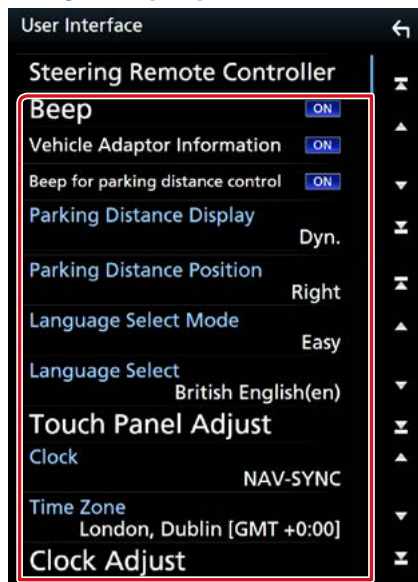 User Interface
Steering Remote Controller
Beep ON
Vehicle Adaptor Information ON
Beep for parking distance control ON
Parking Distance Display
Dyn.
Parking Distance Position
Right
Language Select Mode
Easy
Language Select
British English(en)
Touch Panel Adjust
Clock
NAV-SYNC
Time Zone
London, Dublin [GMT +0:00]
Clock Adjust